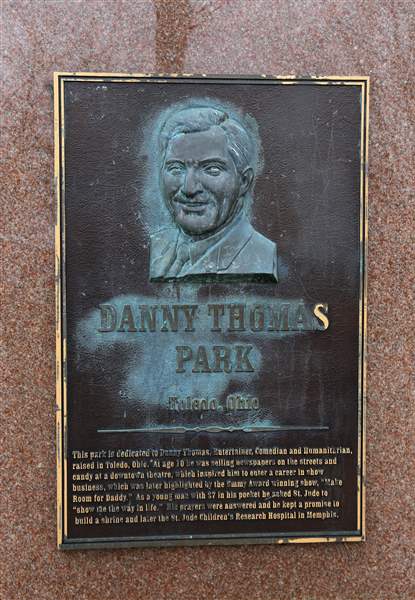 DANNY THOMAS
PARK
Toledo, Ohio
This park is dedicated to Danny Thomas, Entertainer, Comedian and Humanitarian,
raised in Toledo, Ohio. "At age 10 he was selling newspapers on the streets and
candy at a downtown theatre, which inspired him to enter a career in show
business, which was later highlighted by the Emmy Award winning show, "Make
Room for Daddy." As a young man with $7 in his pocket he asked St. Jude to
"show me the way in life." His prayers were answered and he kept a promise to
build a shrine and later the St. Jude Children's Research Hospital in Memphis.